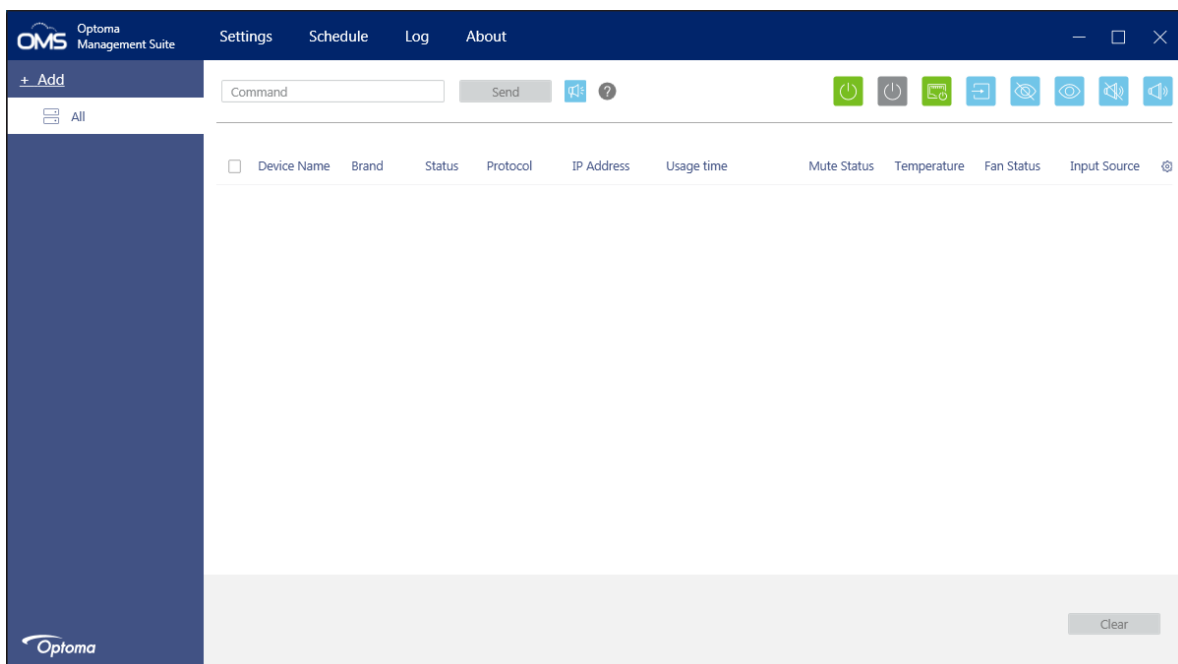 OMS Optoma
Management Suite
Settings Schedule Log About
+ Add
All
Command Send ?
Device Name Brand Status Protocol IP Address Usage time Mute Status Temperature Fan Status Input Source
Clear
Optoma